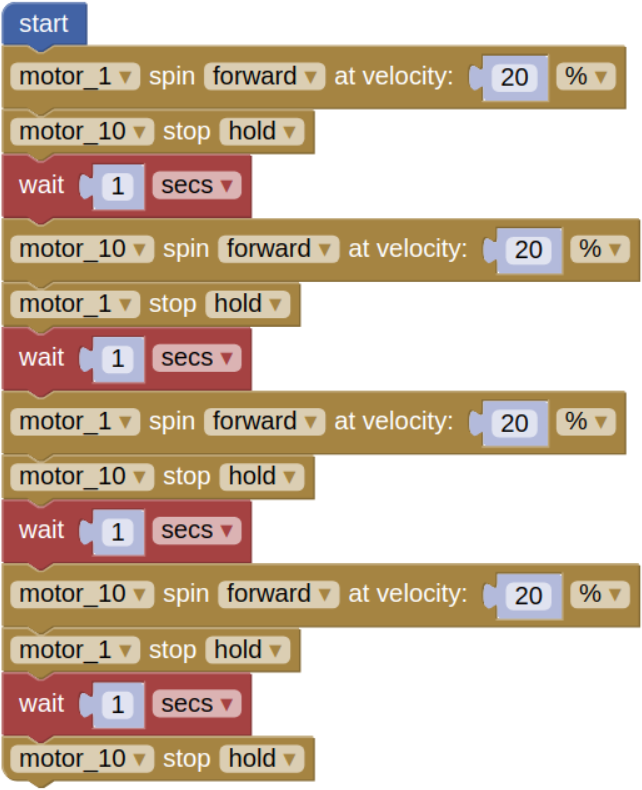 start
motor_1 ▾ spin forward ▾ at velocity: 20 % ▾
motor_10 ▾ stop hold ▾
wait 1 secs ▾
motor_10 ▾ spin forward ▾ at velocity: 20 % ▾
motor_1 ▾ stop hold ▾
wait 1 secs ▾
motor_1 ▾ spin forward ▾ at velocity: 20 % ▾
motor_10 ▾ stop hold ▾
wait 1 secs ▾
motor_10 ▾ spin forward ▾ at velocity: 20 % ▾
motor_1 ▾ stop hold ▾
wait 1 secs ▾
motor_10 ▾ stop hold ▾